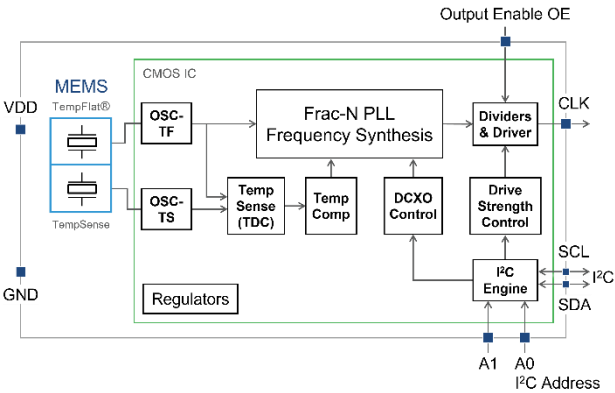 Output Enable OE
CMOS IC
MEMS
TempFlat®
VDD
OSC-
TF
Frac-N PLL
Frequency Synthesis
Dividers
& Driver
CLK
OSC-
TS
Temp
Sense
(TDC)
Temp
Comp
DCXO
Control
Drive
Strength
Control
TempSense
SCL
I²C
Engine
I²C
SDA
GND
Regulators
A1
A0
I²C Address